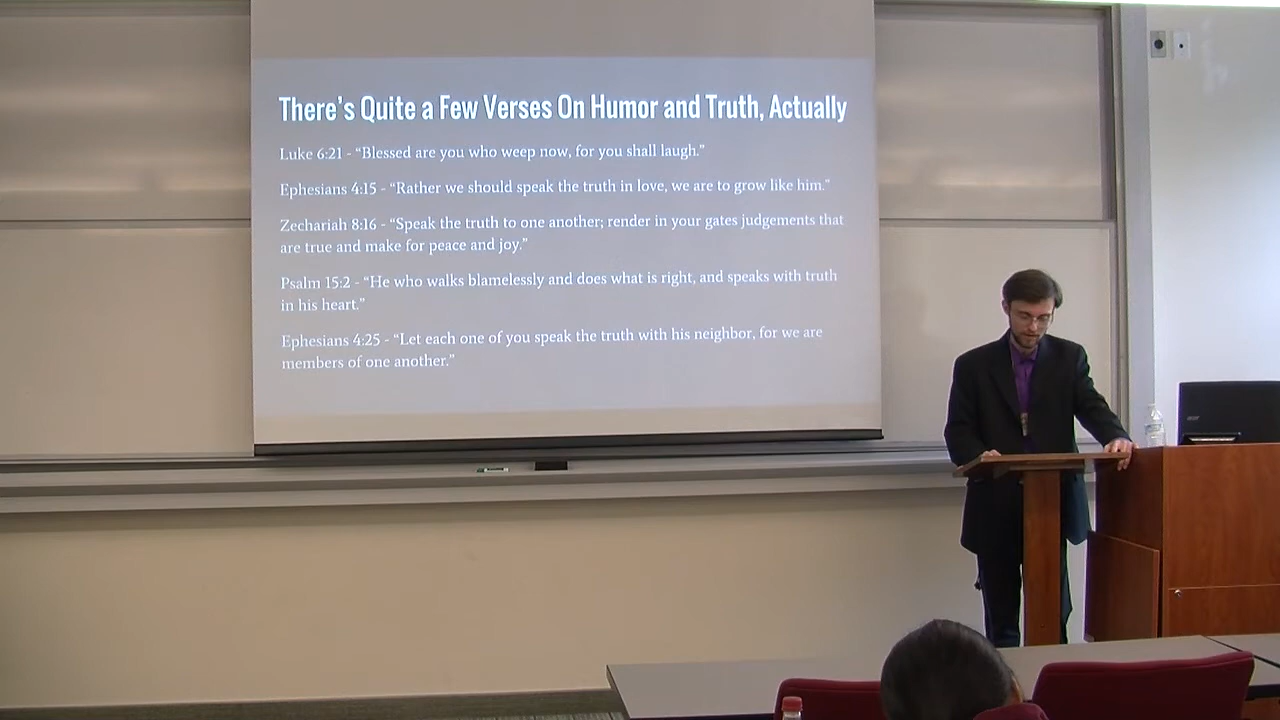 There's Quite a Few Verses On Humor and Truth, Actually
Luke 6:21 - “Blessed are you who weep now, for you shall laugh.”
Ephesians 4:15 - “Rather we should speak the truth in love, we are to grow like him.”
Zechariah 8:16 - “Speak the truth to one another; render in your gates judgements that
are true and make for peace and joy.”
Psalm 15:2 - “He who walks blamelessly and does what is right, and speaks with truth
in his heart.”
Ephesians 4:25 - “Let each one of you speak the truth with his neighbor, for we are
members of one another.”
acer